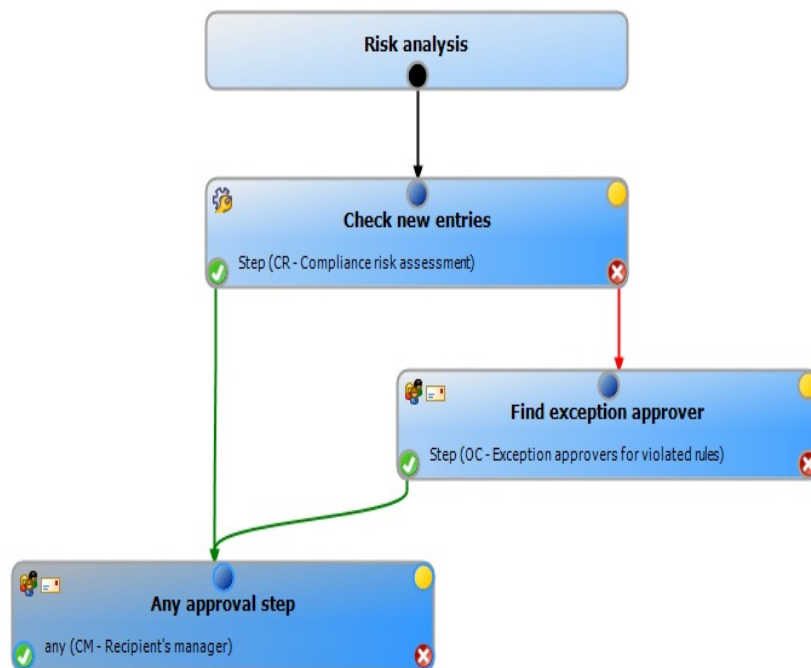 Risk analysis
Check new entries
Step (CR - Compliance risk assessment)
Find exception approver
Step (OC - Exception approvers for violated rules)
Any approval step
any (CM - Recipient's manager)